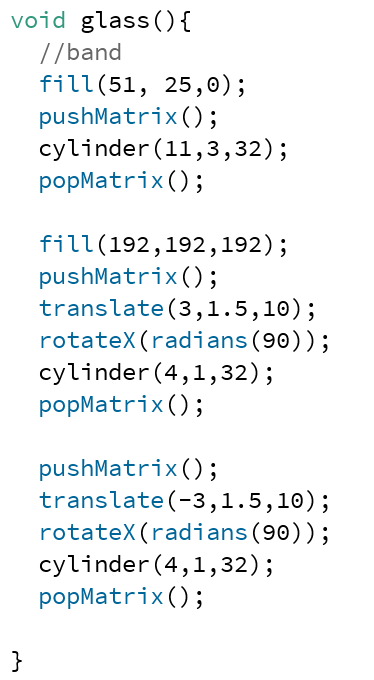 void glass(){
  //band
  fill(51, 25,0);
  pushMatrix();
  cylinder(11,3,32);
  popMatrix();

  fill(192,192,192);
  pushMatrix();
  translate(3,1.5,10);
  rotateX(radians(90));
  cylinder(4,1,32);
  popMatrix();

  pushMatrix();
  translate(-3,1.5,10);
  rotateX(radians(90));
  cylinder(4,1,32);
  popMatrix();

}